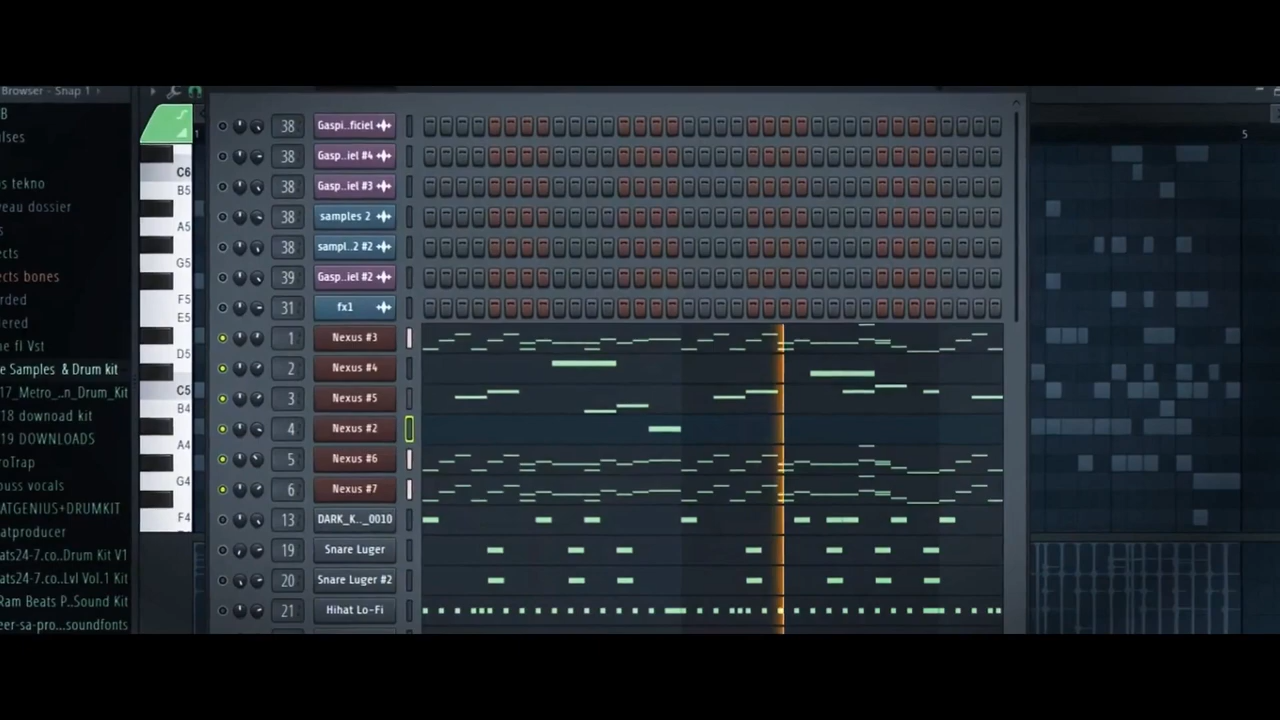 Browser - Snap 1
B
ulses
os tekno
veau dossier
s
ects
ects bones
rded
ered
ne fl Vst
e Samples & Drum kit
17_Metro_..n_Drum_Kit
18 downoad kit
19 DOWNLOADS
roTrap
ouss vocals
ATGENIUS+DRUMKIT
atproducer
ats24-7.co..Drum Kit V1
ats24-7.co..Lvl Vol.1 Kit
Ram Beats P..Sound Kit
eer-sa-pro...soundfonts
C6
B5
A5
G5
F5
E5
D5
C5
B4
A4
G4
F4
1
38 Gaspi..ficiel
38 Gasp..iel #4
38 Gasp..iel #3
38 samples 2
38 sampl..2 #2
39 Gasp..iel #2
31 fx1
1 Nexus #3
2 Nexus #4
3 Nexus #5
4 Nexus #2
5 Nexus #6
6 Nexus #7
13 DARK_K.._0010
19 Snare Luger
20 Snare Luger #2
21 Hihat Lo-Fi
5